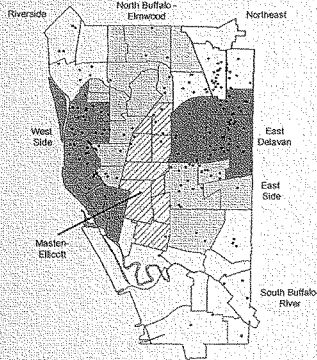 North Buffalo-
Elmwood
Riverside
Northeast
West
Side
East
Delavan
East
Side
Masten-
Ellicott
South Buffalo-
River